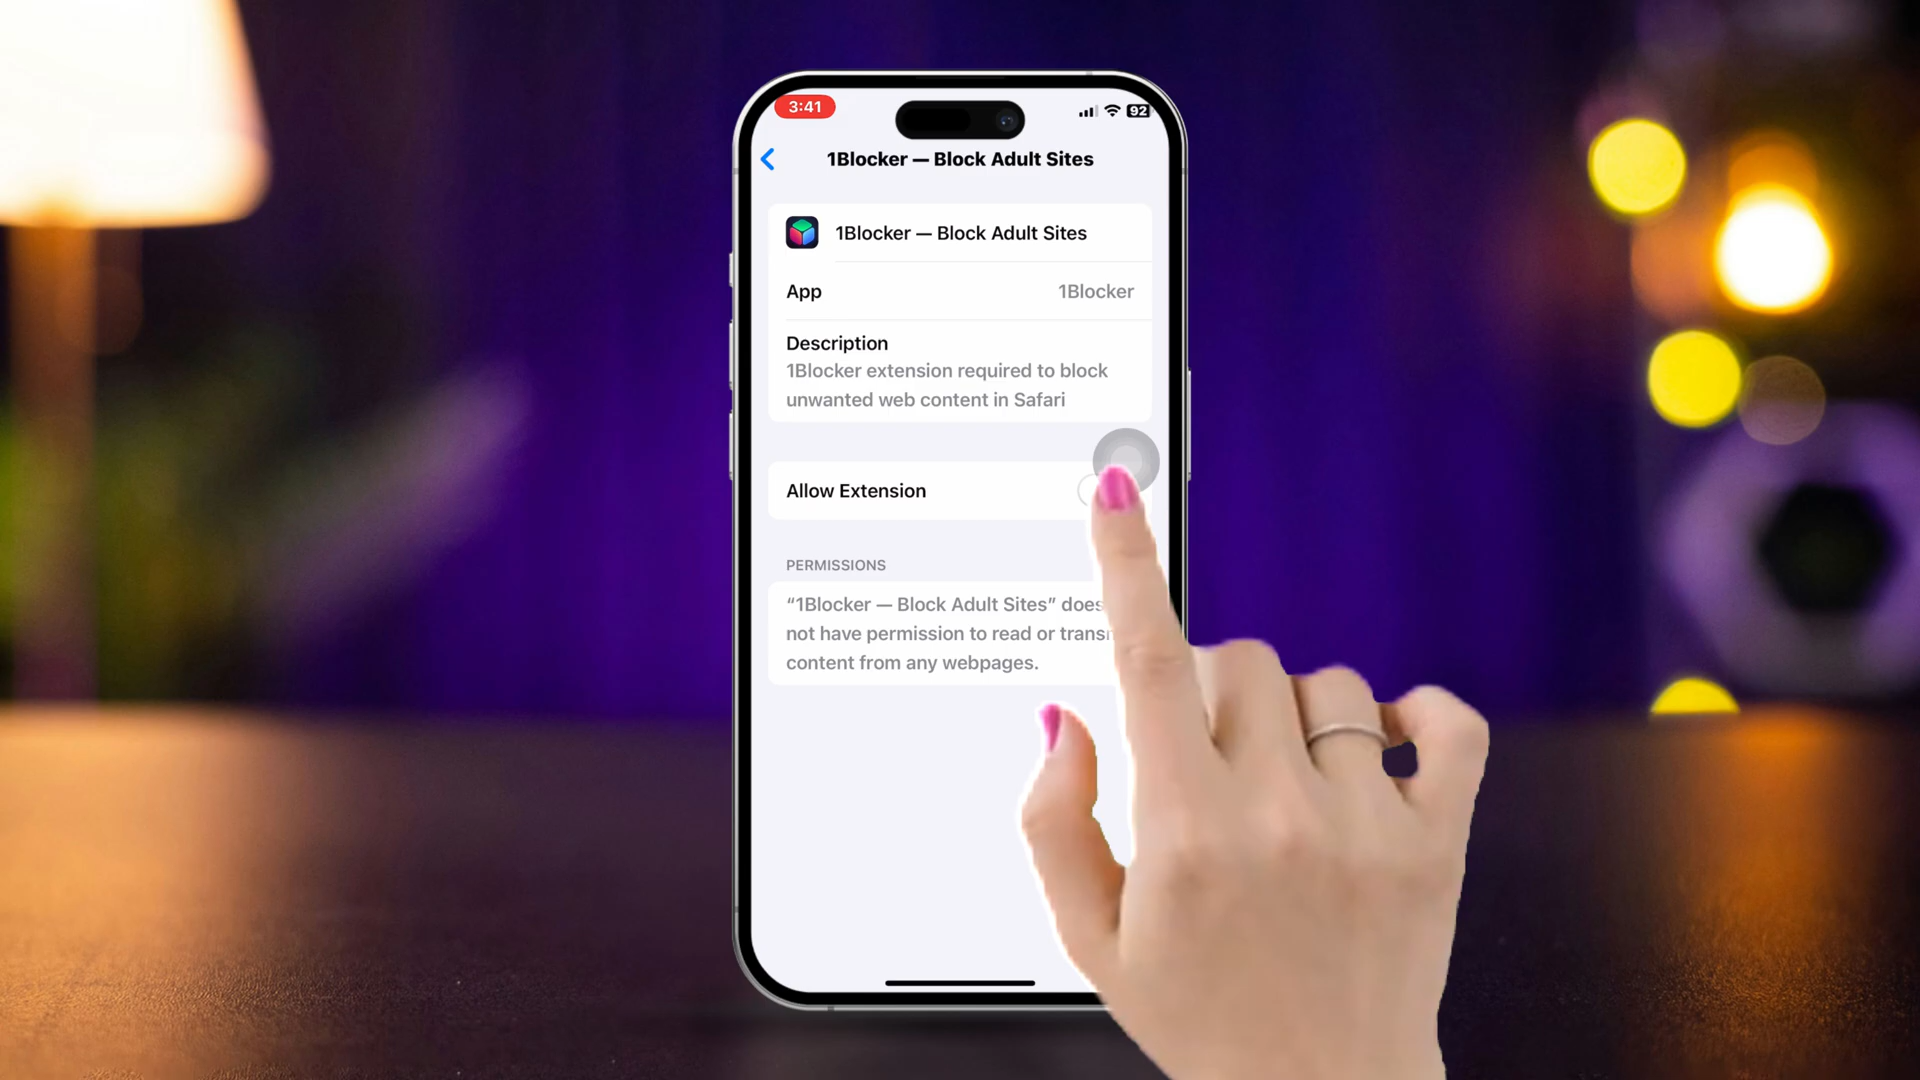 3:41
92
1Blocker — Block Adult Sites
1Blocker — Block Adult Sites
App 1Blocker
Description
1Blocker extension required to block
unwanted web content in Safari
Allow Extension
PERMISSIONS
“1Blocker — Block Adult Sites” does
not have permission to read or
content from any webpages.